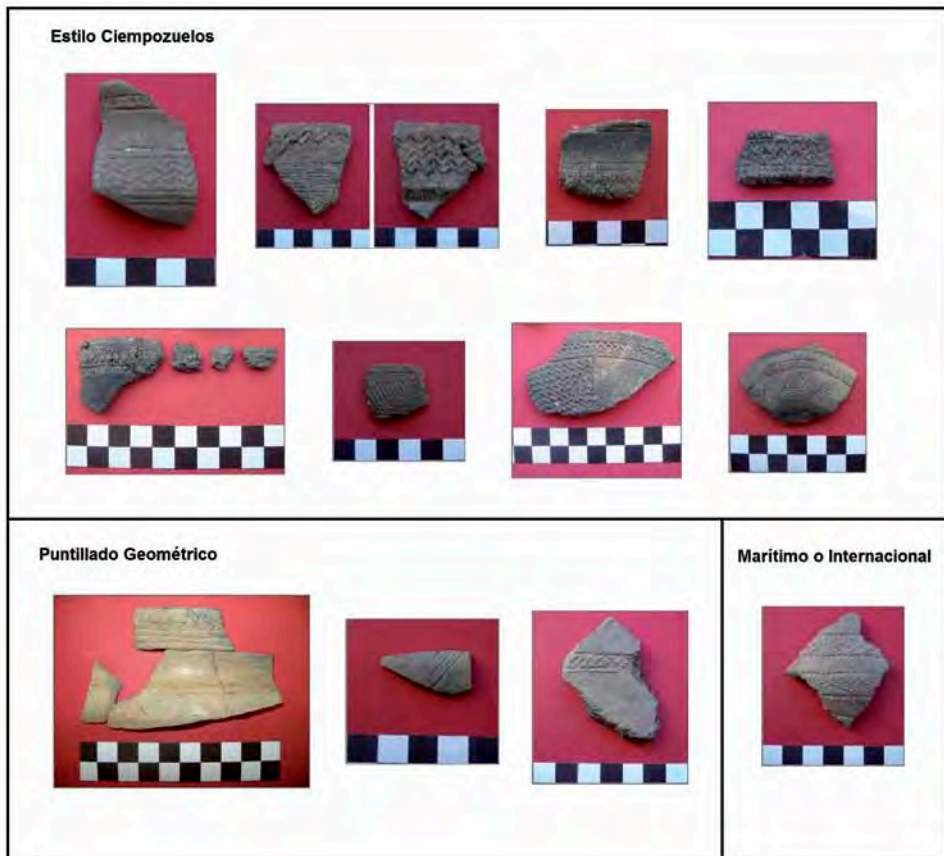 Estilo Ciempozuelos
Puntillado Geométrico
Marítimo o Internacional